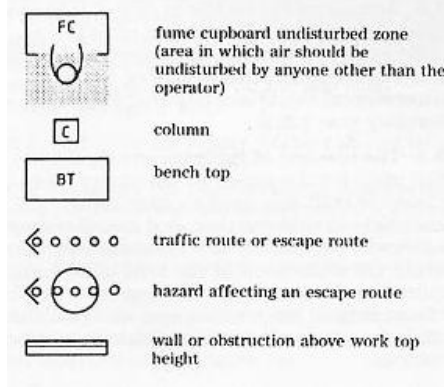 FC
fume cupboard undisturbed zone
(area in which air should be
undisturbed by anyone other than the
operator)
C
column
BT
bench top
traffic route or escape route
hazard affecting an escape route
wall or obstruction above work top
height